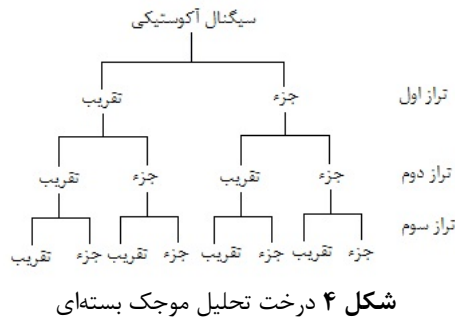 سیگنال آکوستیکی
تراز اول جزء تقریب
تراز دوم جزء تقریب جزء تقریب
تراز سوم جزء تقریب جزء تقریب جزء تقریب جزء تقریب
شکل ۴ درخت تحلیل موجک بسته‌ای